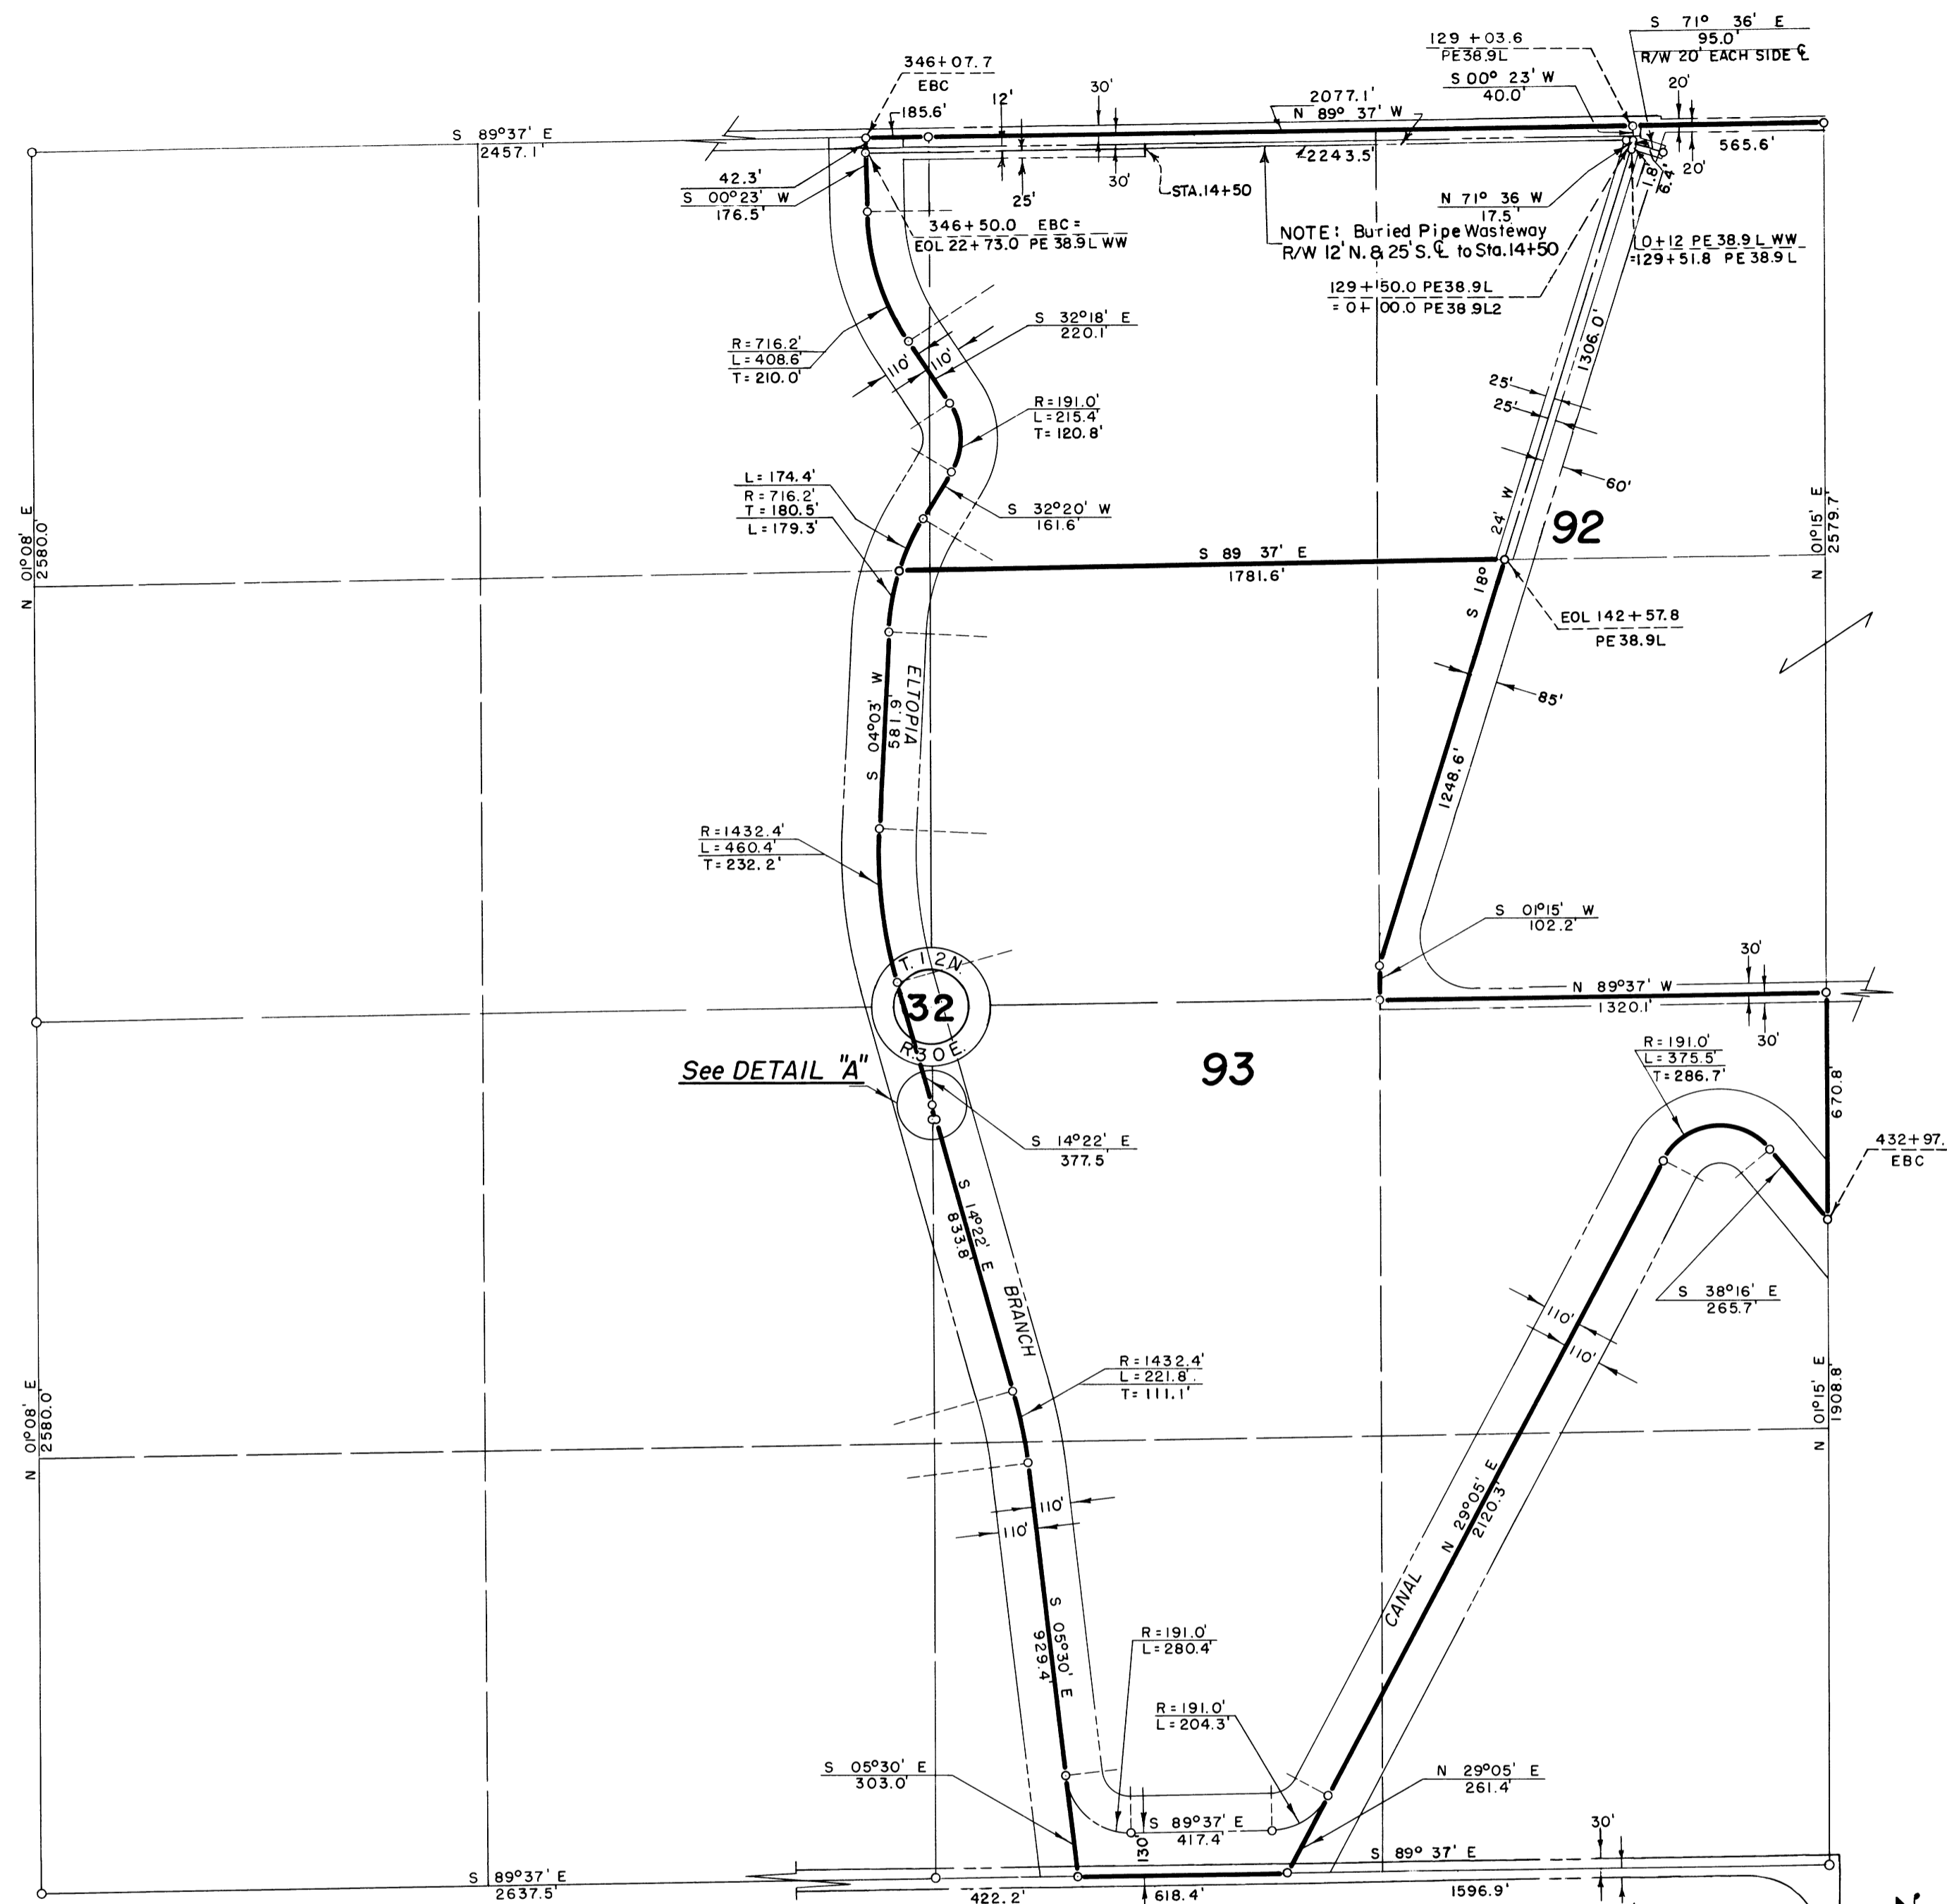 S 71° 36' E
95.0'
R/W 20' EACH SIDE ℄
129 +03.6
PE38.9L
S 00° 23' W
40.0'
346+07.7
EBC
185.6'
12'
30'
2077.1'
N 89° 37' W
20'
S 89°37' E
2457.1'
2243.5'
565.6'
20'
42.3'
S 00°23' W
176.5'
25'
30'
STA.14+50
1.8'
6.4'
N 71° 36 W
17.5'
346+50.0 EBC =
EOL 22+73.0 PE 38.9L WW
NOTE: Buried Pipe Wasteway
R/W 12' N. & 25' S. ℄ to Sta.14+50
0+12 PE 38.9 L WW
=129+51.8 PE 38.9L
129+50.0 PE38.9L
= 0+ 00.0 PE38.9L2
S 32°18' E
220.1'
R=716.2'
L=408.6'
T=210.0'
110'
110'
1306.0'
25'
25'
R=191.0'
L=215.4'
T=120.8'
L=174.4'
R=716.2'
T=180.5'
L=179.3'
S 32°20' W
161.6'
60'
N 01°08' E
2580.0'
N 01°15' E
2579.7'
92
S 89 37' E
1781.6'
S 18° 24' W
EOL 142+57.8
PE38.9L
ELTOPIA
S 04°03' W
581.9'
85'
1248.6'
R=1432.4'
L=460.4'
T=232.2'
S 01°15' W
102.2'
30'
T.12N.
32
R.30E.
N 89°37' W
1320.1'
30'
See DETAIL "A"
93
R=191.0'
L=375.5'
T=286.7'
670.8'
S 14°22' E
377.5'
432+97.
EBC
S 14°22' E
833.8'
BRANCH
S 38°16' E
265.7'
110'
110'
R=1432.4'
L=221.8'
T=111.1'
N 01°08' E
2580.0'
N 01°15' E
1908.8'
110'
110'
N 29°05' E
2120.3'
CANAL
S 05°30' E
929.4'
R=191.0'
L=280.4'
R=191.0'
L=204.3'
S 05°30' E
303.0'
N 29°05' E
261.4'
S 89°37' E
417.4'
130'
30'
S 89° 37' E
S 89°37' E
2637.5'
422.2'
618.4'
1596.9'